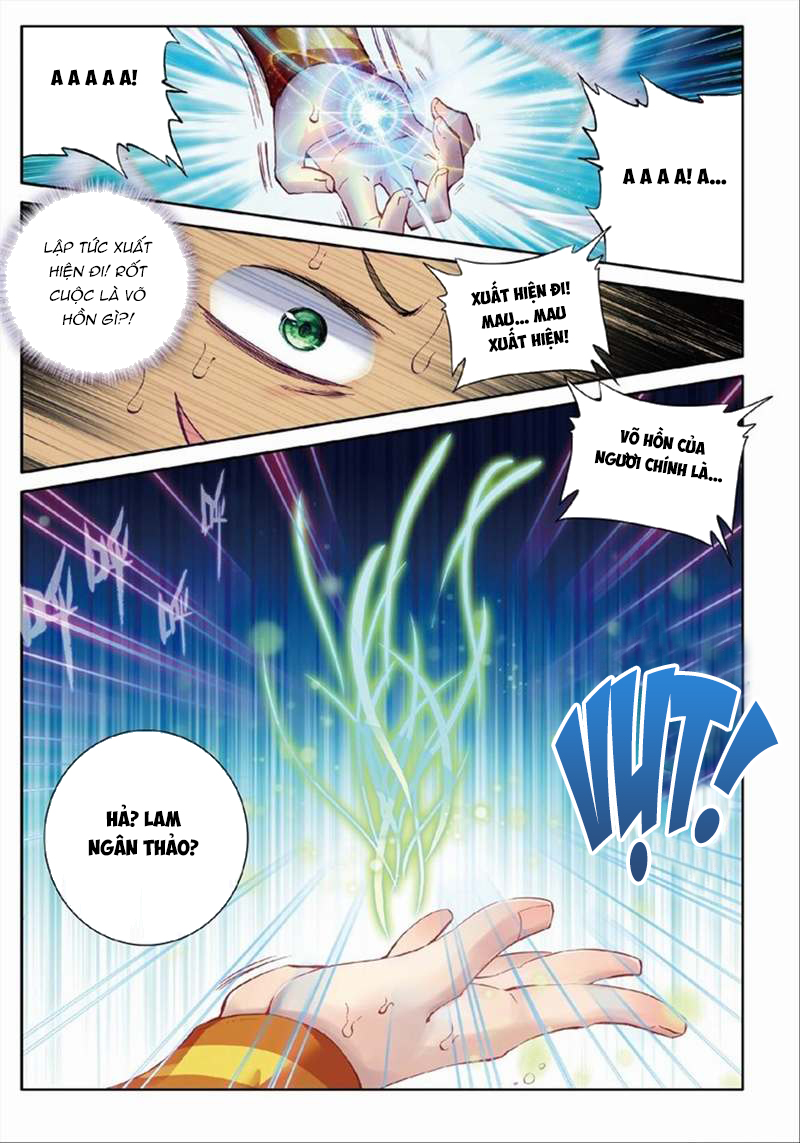 A A A A A!
A A A A! A...
LẬP TỨC XUẤT
HIỆN ĐI! RỐT
CUỘC LÀ VÕ
HỒN GÌ?!
XUẤT HIỆN ĐI!
MAU... MAU
XUẤT HIỆN!
VÕ HỒN CỦA
NGƯƠI CHÍNH LÀ...
VỤT!
HẢ? LAM
NGÂN THẢO?